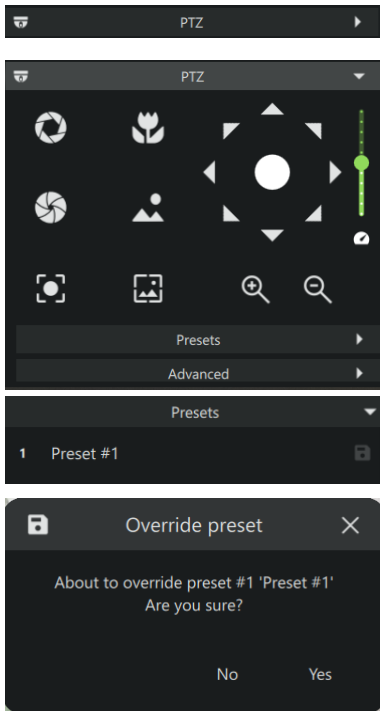 PTZ
PTZ
Presets
Advanced
Presets
1 Preset #1
Override preset
About to override preset #1 'Preset #1'
Are you sure?
No Yes